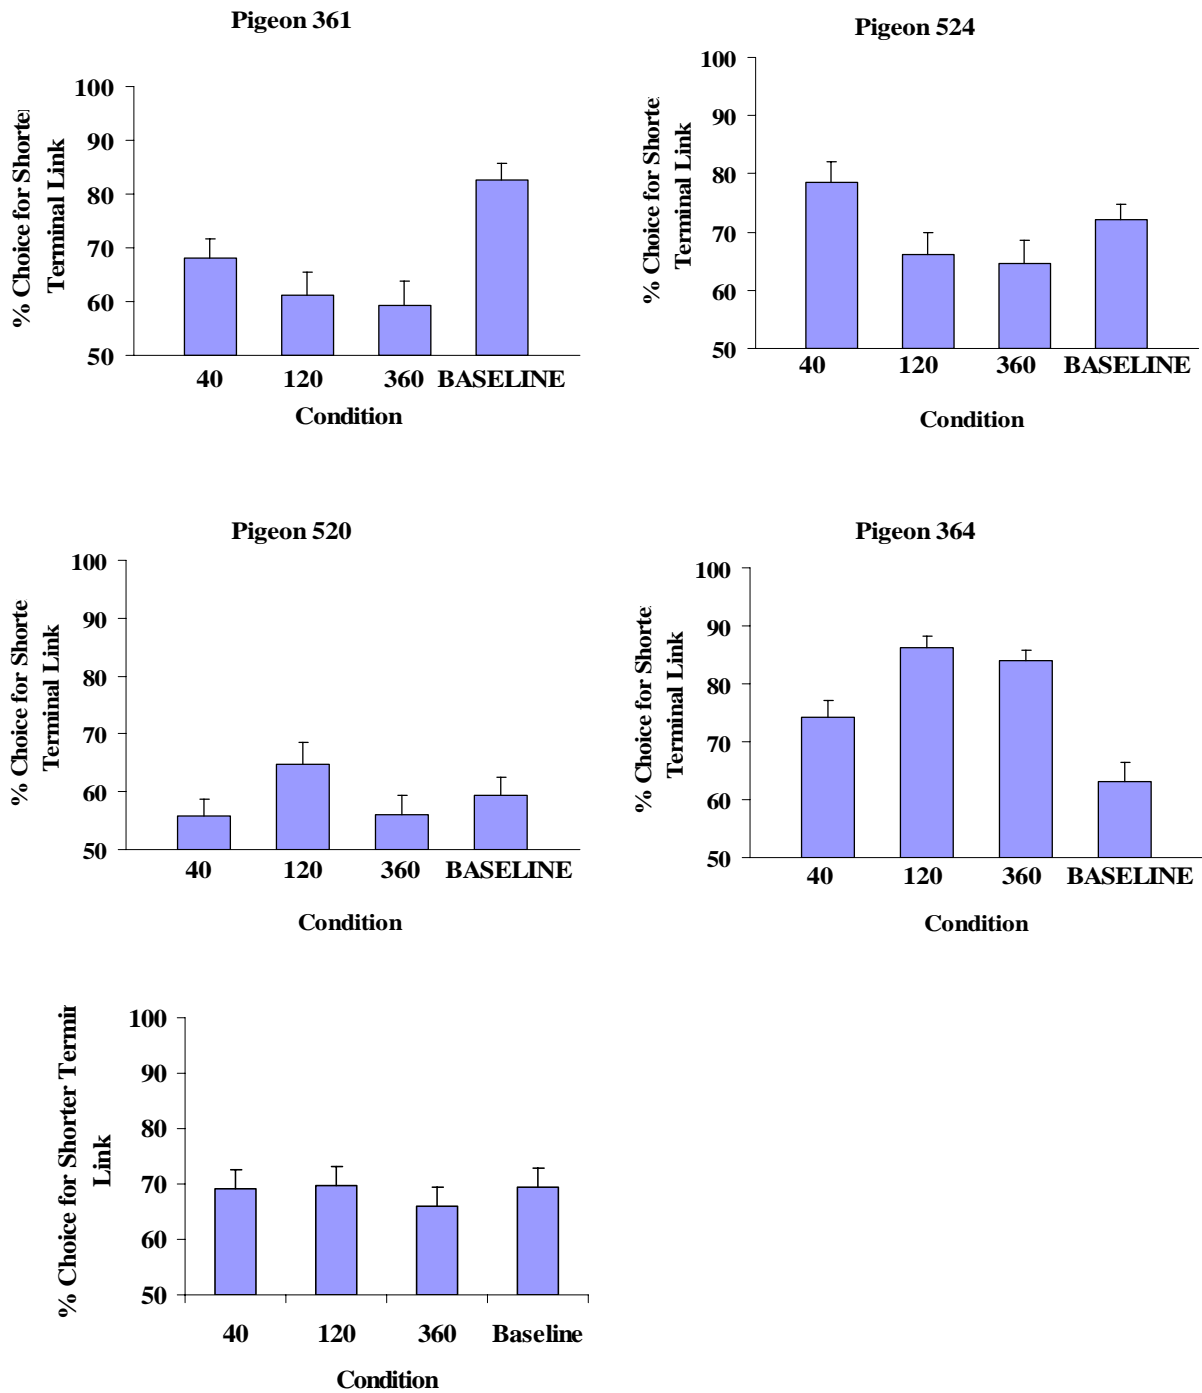 Pigeon 361
% Choice for Shorte
Terminal Link
100
90
80
70
60
50
40 120 360 BASELINE
Condition
Pigeon 524
% Choice for Shorte
Terminal Link
100
90
80
70
60
50
40 120 360 BASELINE
Condition
Pigeon 520
% Choice for Shorte
Terminal Link
100
90
80
70
60
50
40 120 360 BASELINE
Condition
Pigeon 364
% Choice for Shorte
Terminal Link
100
90
80
70
60
50
40 120 360 BASELINE
Condition
% Choice for Shorter Termin
Link
100
90
80
70
60
50
40 120 360 Baseline
Condition